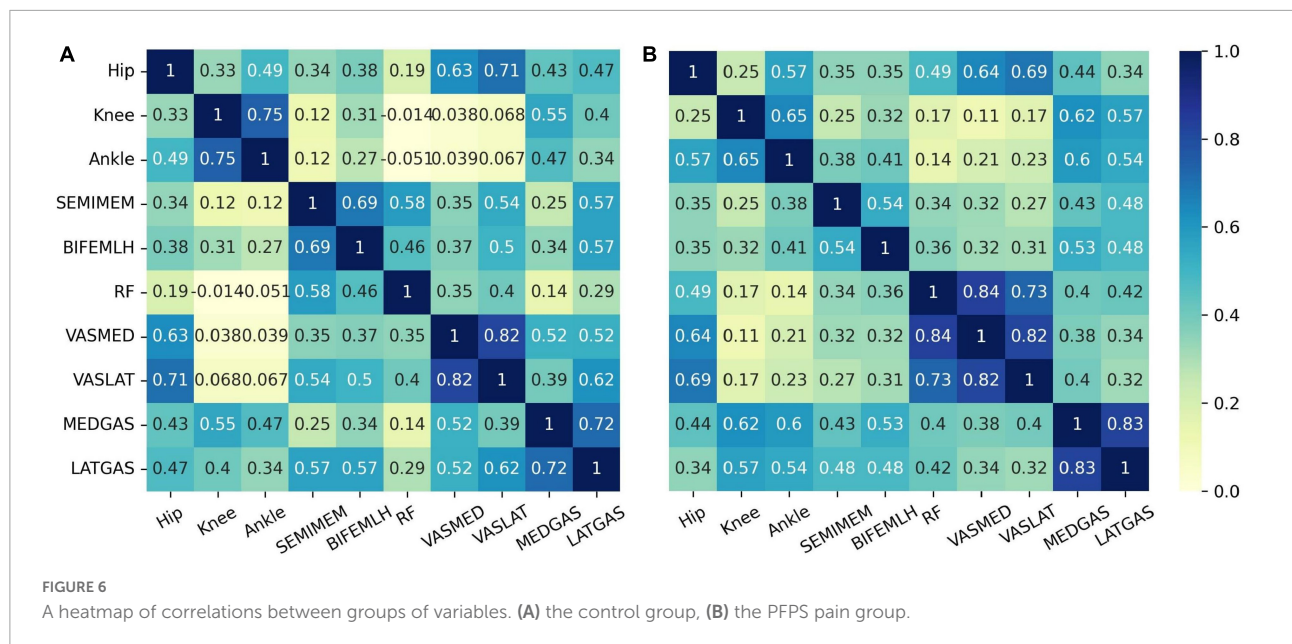 A
B
Hip 1 0.33 0.49 0.34 0.38 0.19 0.63 0.71 0.43 0.47 1 0.25 0.57 0.35 0.35 0.49 0.64 0.69 0.44 0.34 1.0
Knee 0.33 1 0.75 0.12 0.31 -0.014 0.038 0.068 0.55 0.4 0.25 1 0.65 0.25 0.32 0.17 0.11 0.17 0.62 0.57
Ankle 0.49 0.75 1 0.12 0.27 -0.051 0.039 0.067 0.47 0.34 0.57 0.65 1 0.38 0.41 0.14 0.21 0.23 0.6 0.54 0.8
SEMIMEM 0.34 0.12 0.12 1 0.69 0.58 0.35 0.54 0.25 0.57 0.35 0.25 0.38 1 0.54 0.34 0.32 0.27 0.43 0.48
BIFEMLH 0.38 0.31 0.27 0.69 1 0.46 0.37 0.5 0.34 0.57 0.35 0.32 0.41 0.54 1 0.36 0.32 0.31 0.53 0.48 0.6
RF 0.19 -0.014 -0.051 0.58 0.46 1 0.35 0.4 0.14 0.29 0.49 0.17 0.14 0.34 0.36 1 0.84 0.73 0.4 0.42
VASMED 0.63 0.038 0.039 0.35 0.37 0.35 1 0.82 0.52 0.52 0.64 0.11 0.21 0.32 0.32 0.84 1 0.82 0.38 0.34 0.4
VASLAT 0.71 0.068 0.067 0.54 0.5 0.4 0.82 1 0.39 0.62 0.69 0.17 0.23 0.27 0.31 0.73 0.82 1 0.4 0.32
MEDGAS 0.43 0.55 0.47 0.25 0.34 0.14 0.52 0.39 1 0.72 0.44 0.62 0.6 0.43 0.53 0.4 0.38 0.4 1 0.83 0.2
LATGAS 0.47 0.4 0.34 0.57 0.57 0.29 0.52 0.62 0.72 1 0.34 0.57 0.54 0.48 0.48 0.42 0.34 0.32 0.83 1 0.0
Hip Knee Ankle SEMIMEM BIFEMLH RF VASMED VASLAT MEDGAS LATGAS Hip Knee Ankle SEMIMEM BIFEMLH RF VASMED VASLAT MEDGAS LATGAS
FIGURE 6
A heatmap of correlations between groups of variables. (A) the control group, (B) the PFPS pain group.